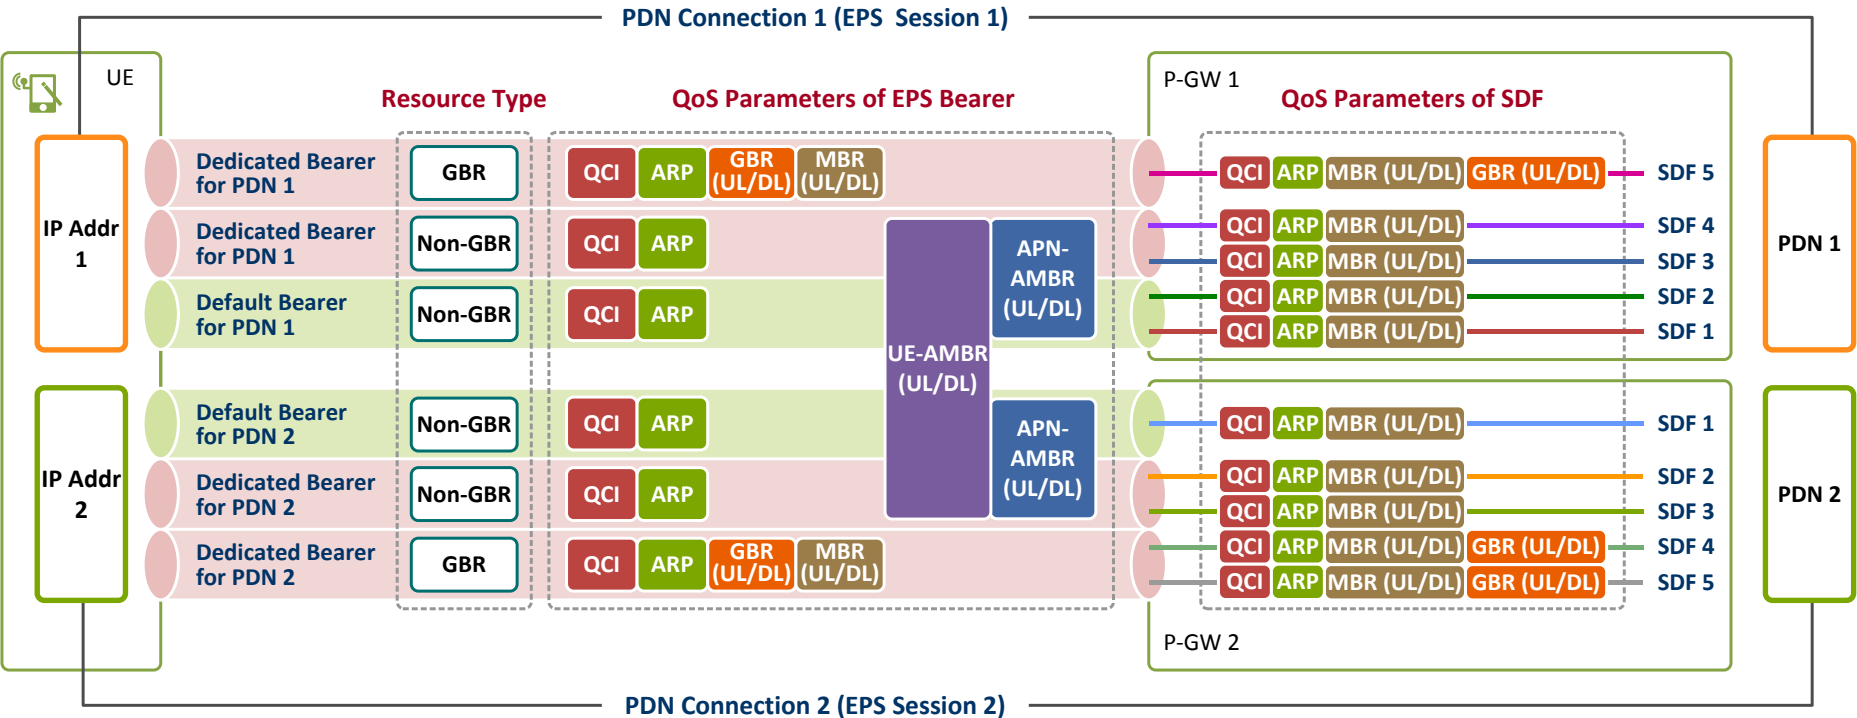 PDN Connection 1 (EPS Session 1)
UE
P-GW 1
Resource Type
QoS Parameters of EPS Bearer
QoS Parameters of SDF
IP Addr
1
Dedicated Bearer
for PDN 1
GBR
QCI
ARP
GBR
(UL/DL)
MBR
(UL/DL)
QCI ARP MBR (UL/DL) GBR (UL/DL) SDF 5
Dedicated Bearer
for PDN 1
Non-GBR
QCI
ARP
QCI ARP MBR (UL/DL) SDF 4
QCI ARP MBR (UL/DL) SDF 3
Default Bearer
for PDN 1
Non-GBR
QCI
ARP
QCI ARP MBR (UL/DL) SDF 2
QCI ARP MBR (UL/DL) SDF 1
APN-
AMBR
(UL/DL)
UE-AMBR
(UL/DL)
PDN 1
IP Addr
2
Default Bearer
for PDN 2
Non-GBR
QCI
ARP
QCI ARP MBR (UL/DL) SDF 1
APN-
AMBR
(UL/DL)
Dedicated Bearer
for PDN 2
Non-GBR
QCI
ARP
QCI ARP MBR (UL/DL) SDF 2
QCI ARP MBR (UL/DL) SDF 3
Dedicated Bearer
for PDN 2
GBR
QCI
ARP
GBR
(UL/DL)
MBR
(UL/DL)
QCI ARP MBR (UL/DL) GBR (UL/DL) SDF 4
QCI ARP MBR (UL/DL) GBR (UL/DL) SDF 5
PDN 2
P-GW 2
PDN Connection 2 (EPS Session 2)